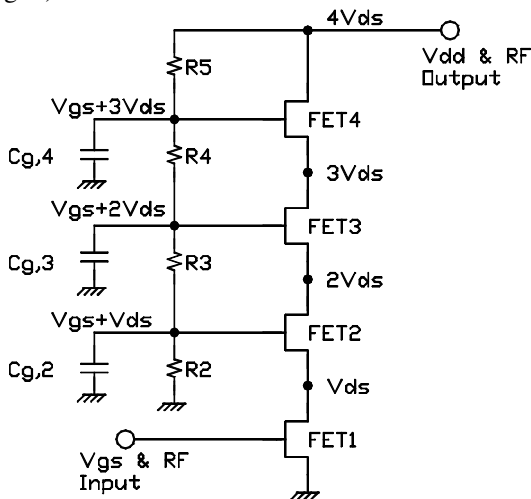 4Vds
Vdd & RF
Output
R5
Vgs+3Vds
FET4
Cg,4
R4
3Vds
Vgs+2Vds
FET3
Cg,3
R3
2Vds
Vgs+Vds
FET2
Cg,2
R2
Vds
FET1
Vgs & RF
Input